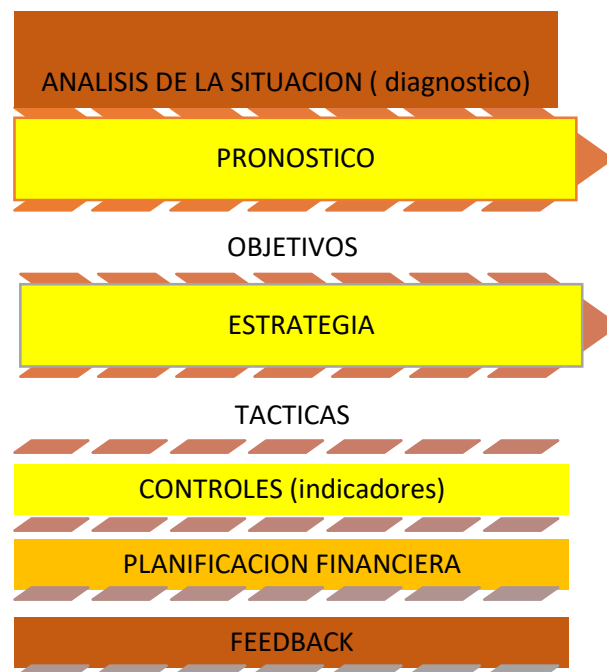 ANALISIS DE LA SITUACION ( diagnostico)
PRONOSTICO
OBJETIVOS
ESTRATEGIA
TACTICAS
CONTROLES (indicadores)
PLANIFICACION FINANCIERA
FEEDBACK